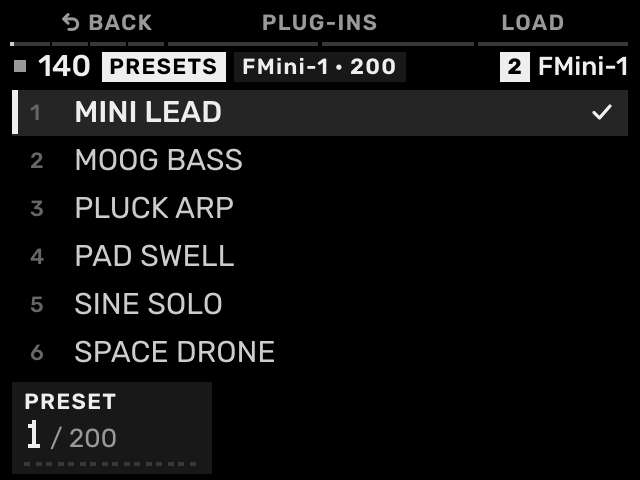 BACK PLUG-INS LOAD
140 PRESETS FMini-1 · 200 2 FMini-1
1 MINI LEAD
2 MOOG BASS
3 PLUCK ARP
4 PAD SWELL
5 SINE SOLO
6 SPACE DRONE
PRESET
1 / 200